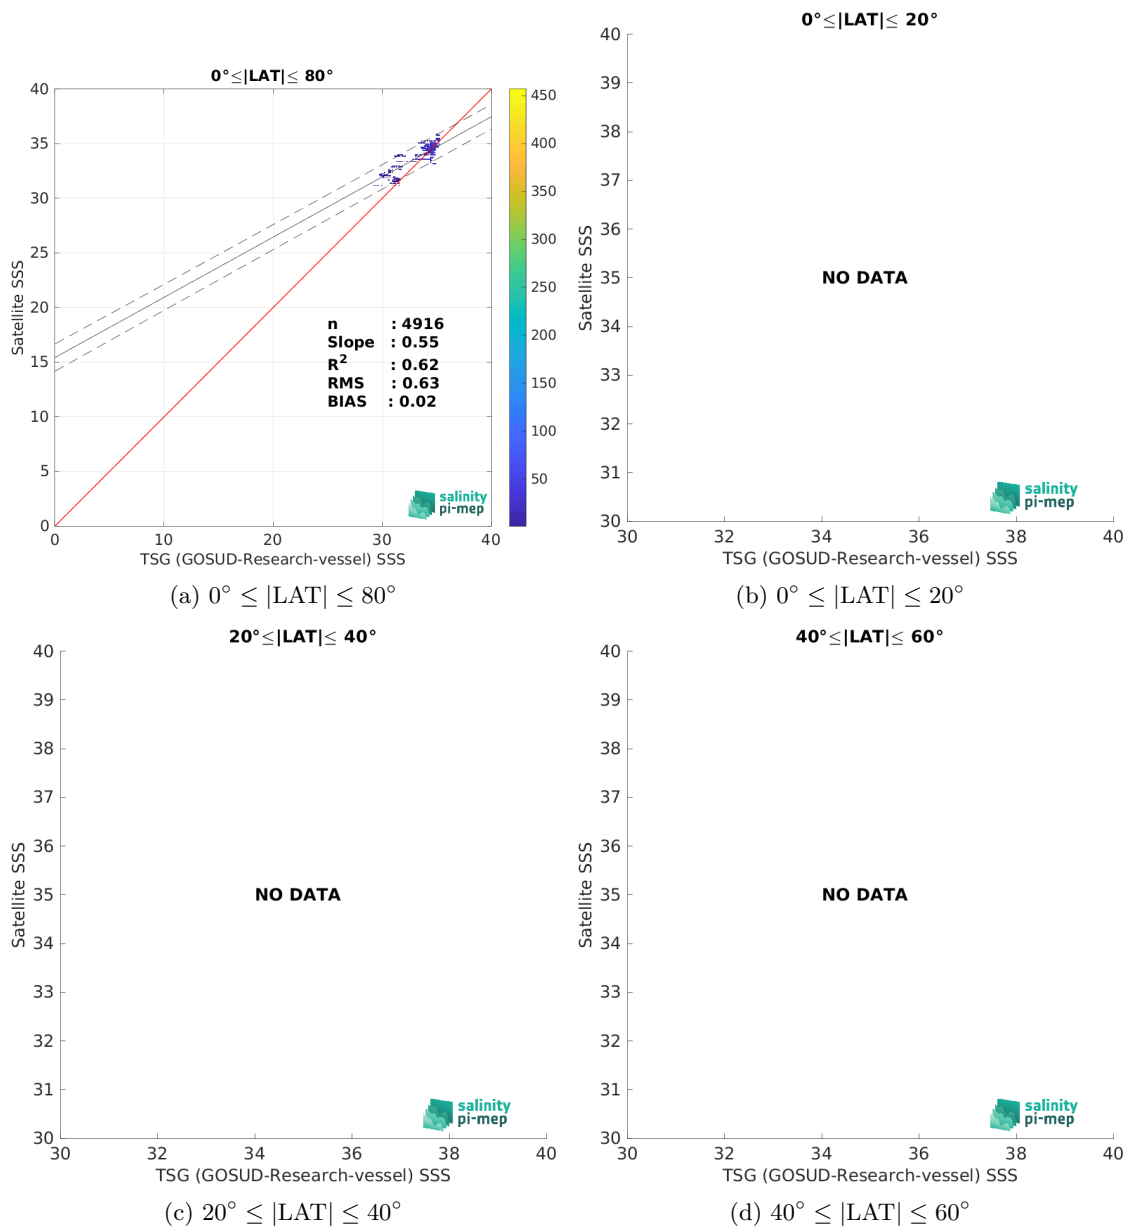 0°≤|LAT|≤ 80°
40
35
30
25
20
15
10
5
0
Satellite SSS
0
10
20
30
40
TSG (GOSUD-Research-vessel) SSS
n : 4916
Slope : 0.55
R² : 0.62
RMS : 0.63
BIAS : 0.02
salinity
pi-mep
450
400
350
300
250
200
150
100
50
(a) 0° ≤ |LAT| ≤ 80°
0°≤|LAT|≤ 20°
40
39
38
37
36
35
34
33
32
31
30
Satellite SSS
NO DATA
salinity
pi-mep
30
32
34
36
38
40
TSG (GOSUD-Research-vessel) SSS
(b) 0° ≤ |LAT| ≤ 20°
20°≤|LAT|≤ 40°
40
39
38
37
36
35
34
33
32
31
30
Satellite SSS
NO DATA
salinity
pi-mep
30
32
34
36
38
40
TSG (GOSUD-Research-vessel) SSS
(c) 20° ≤ |LAT| ≤ 40°
40°≤|LAT|≤ 60°
40
39
38
37
36
35
34
33
32
31
30
Satellite SSS
NO DATA
salinity
pi-mep
30
32
34
36
38
40
TSG (GOSUD-Research-vessel) SSS
(d) 40° ≤ |LAT| ≤ 60°